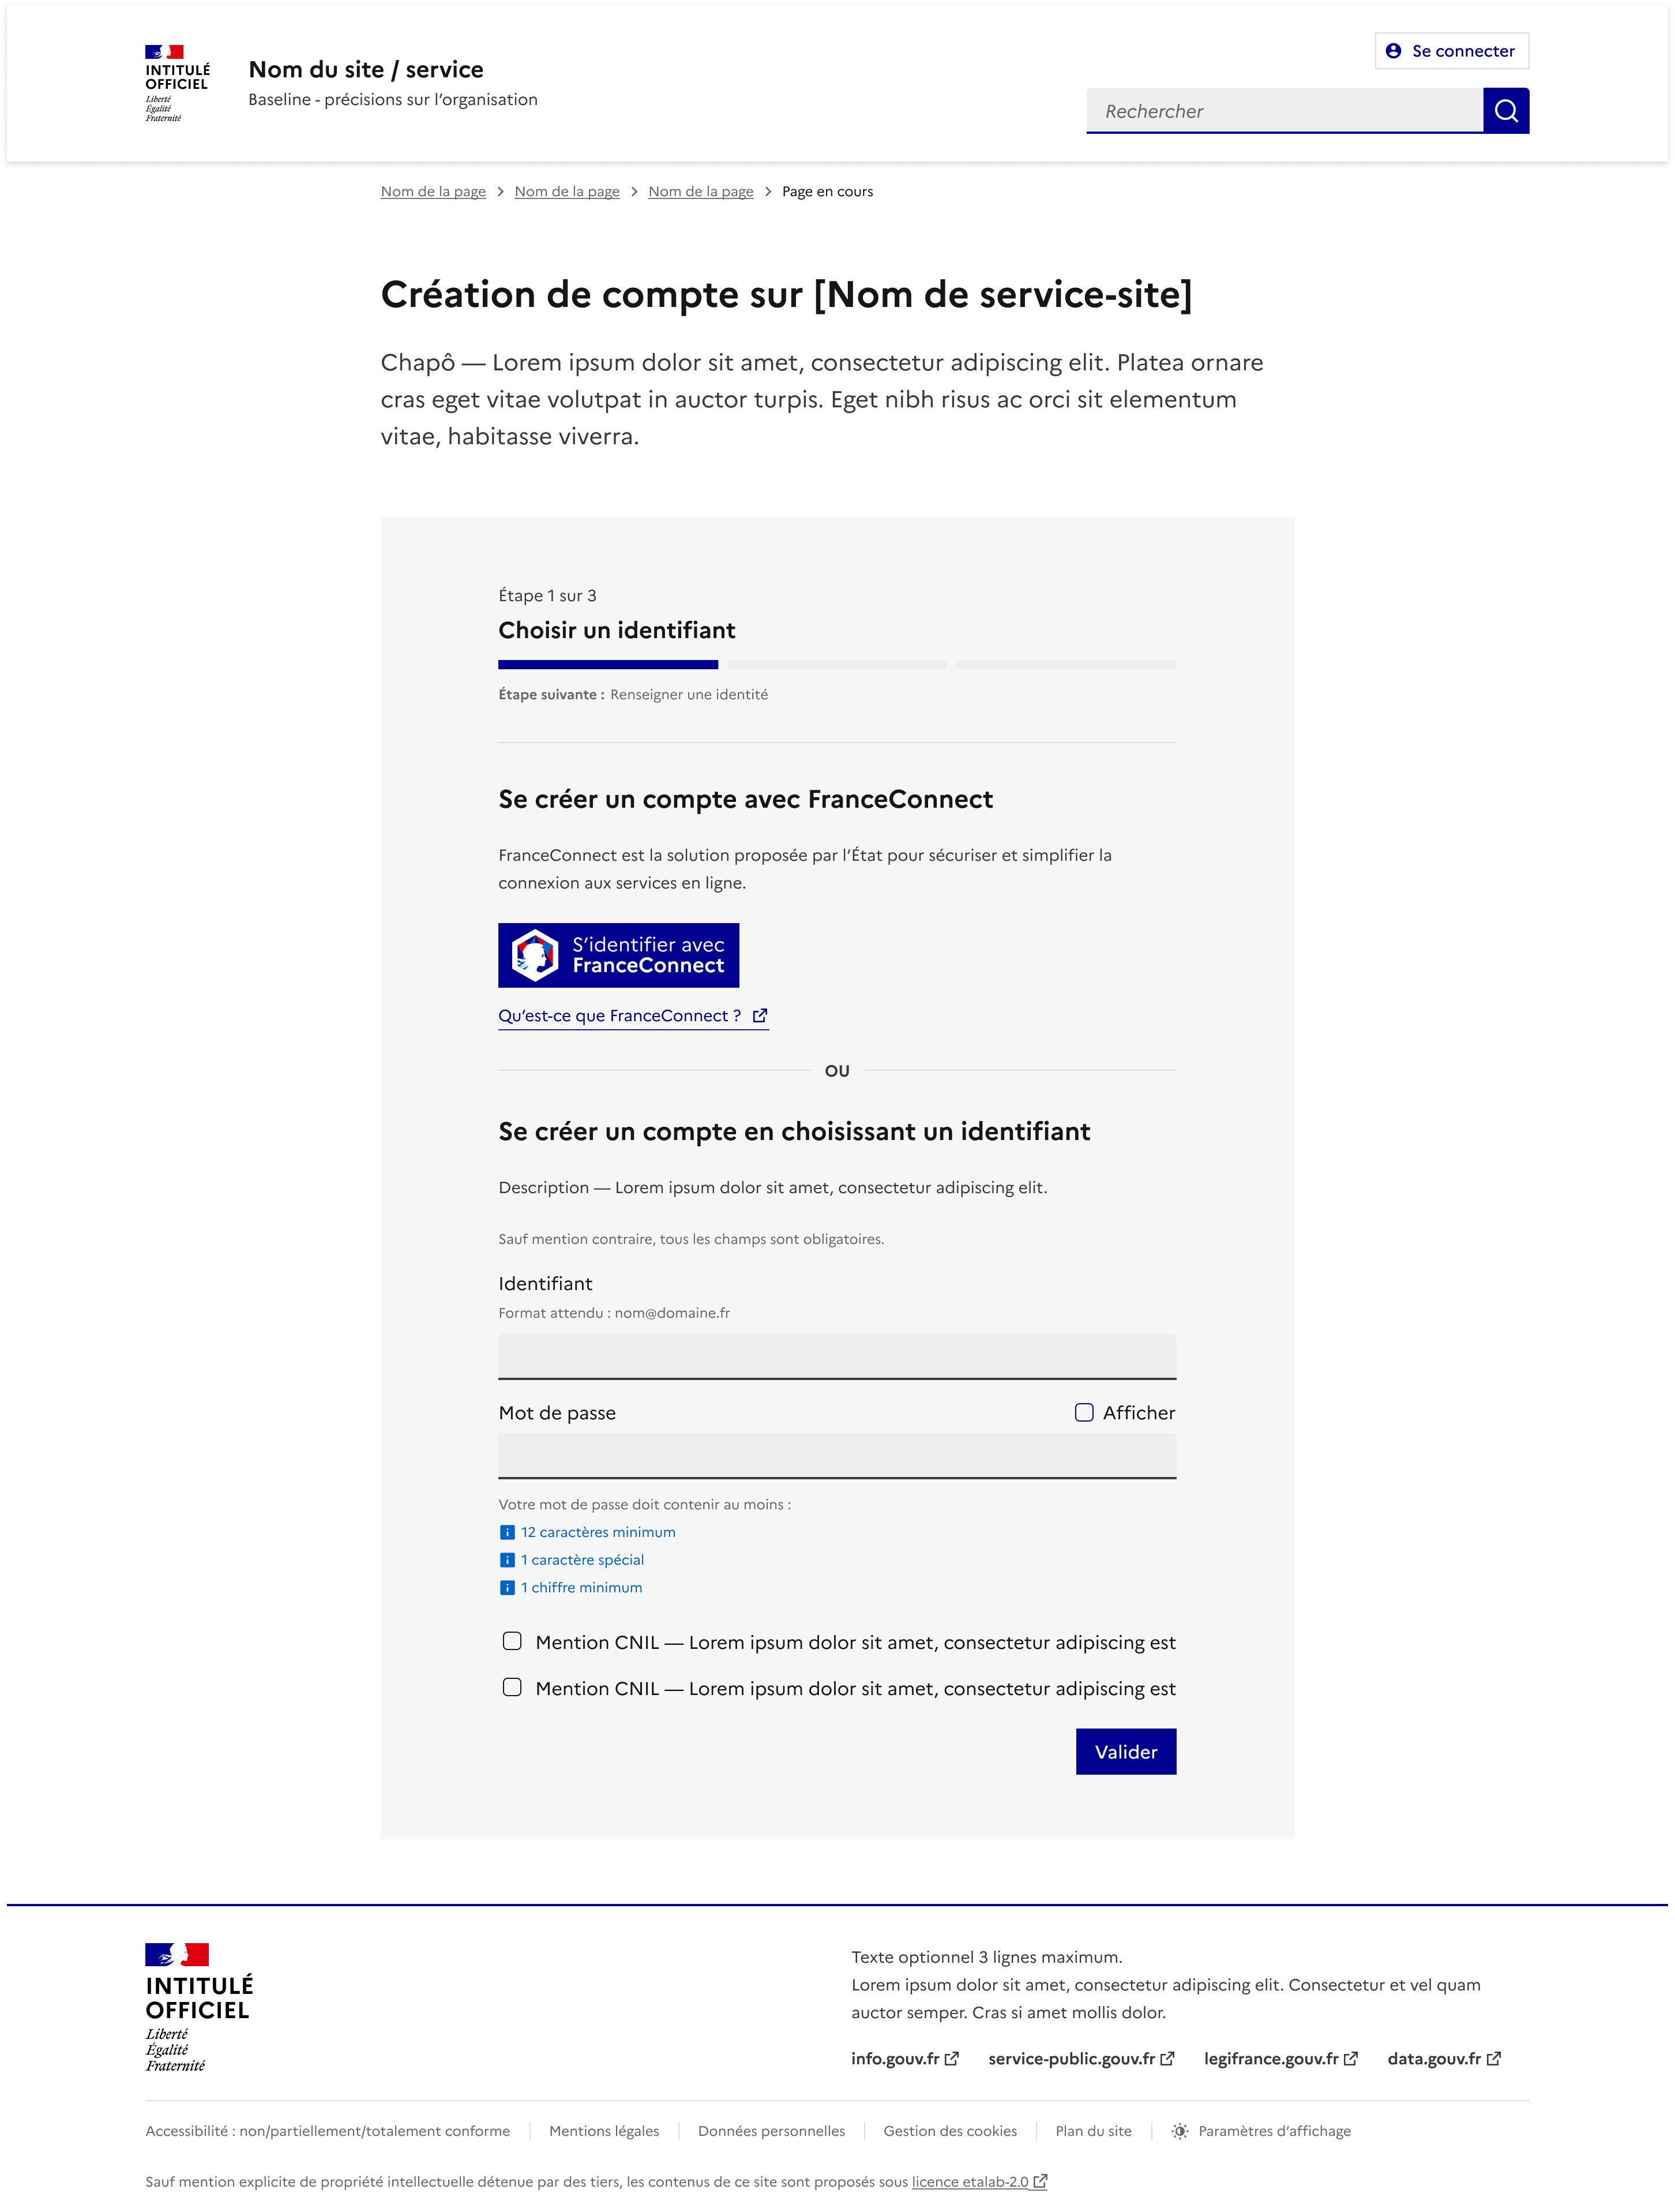 INTITULÉ
OFFICIEL
Liberté
Égalité
Fraternité
Nom du site / service
Baseline - précisions sur l’organisation
Se connecter
Rechercher
Nom de la page > Nom de la page > Nom de la page > Page en cours
Création de compte sur [Nom de service-site]
Chapô — Lorem ipsum dolor sit amet, consectetur adipiscing elit. Platea ornare
cras eget vitae volutpat in auctor turpis. Eget nibh risus ac orci sit elementum
vitae, habitasse viverra.
Étape 1 sur 3
Choisir un identifiant
Étape suivante : Renseigner une identité
Se créer un compte avec FranceConnect
FranceConnect est la solution proposée par l’État pour sécuriser et simplifier la
connexion aux services en ligne.
S’identifier avec
FranceConnect
Qu’est-ce que FranceConnect ?
OU
Se créer un compte en choisissant un identifiant
Description — Lorem ipsum dolor sit amet, consectetur adipiscing elit.
Sauf mention contraire, tous les champs sont obligatoires.
Identifiant
Format attendu : nom@domaine.fr
Mot de passe
Afficher
Votre mot de passe doit contenir au moins :
12 caractères minimum
1 caractère spécial
1 chiffre minimum
Mention CNIL — Lorem ipsum dolor sit amet, consectetur adipiscing est
Mention CNIL — Lorem ipsum dolor sit amet, consectetur adipiscing est
Valider
INTITULÉ
OFFICIEL
Liberté
Égalité
Fraternité
Texte optionnel 3 lignes maximum.
Lorem ipsum dolor sit amet, consectetur adipiscing elit. Consectetur et vel quam
auctor semper. Cras si amet mollis dolor.
info.gouv.fr service-public.gouv.fr legifrance.gouv.fr data.gouv.fr
Accessibilité : non/partiellement/totalement conforme Mentions légales Données personnelles Gestion des cookies Plan du site Paramètres d’affichage
Sauf mention explicite de propriété intellectuelle détenue par des tiers, les contenus de ce site sont proposés sous licence etalab-2.0